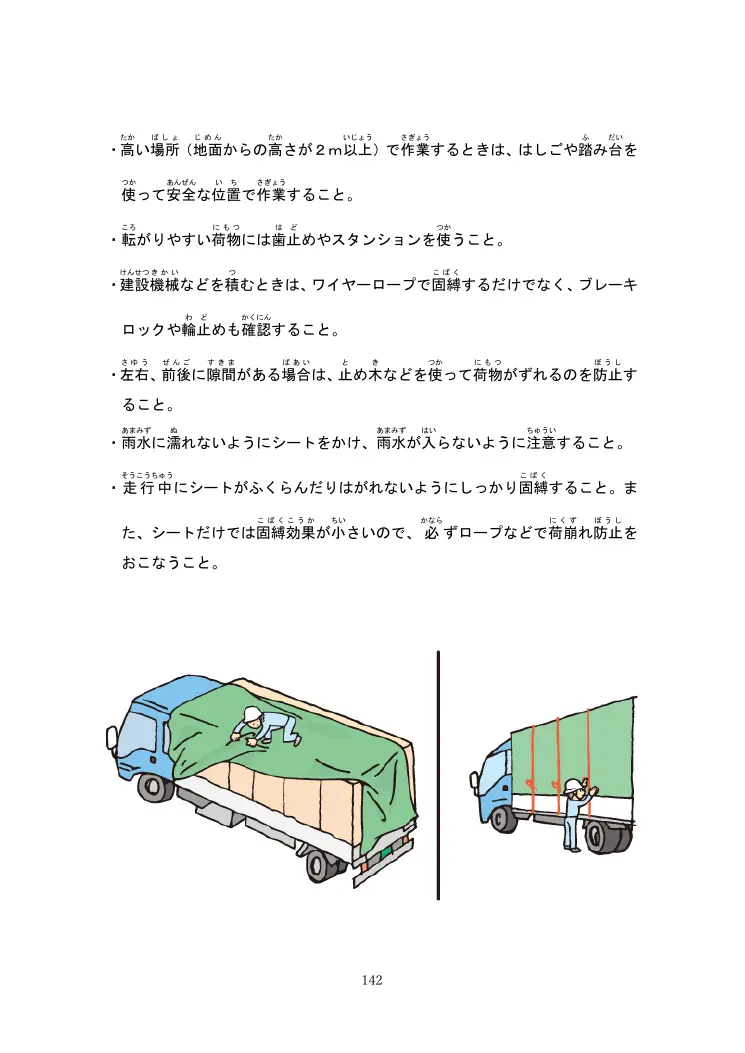 ・高い場所（地面からの高さが２ｍ以上）で作業するときは、はしごや踏み台を
使って安全な位置で作業すること。
・転がりやすい荷物には歯止めやスタンションを使うこと。
・建設機械などを積むときは、ワイヤーロープで固縛するだけでなく、ブレーキ
ロックや輪止めも確認すること。
・左右、前後に隙間がある場合は、止め木などを使って荷物がずれるのを防止す
ること。
・雨水に濡れないようにシートをかけ、雨水が入らないように注意すること。
・走行中にシートがふくらんだりはがれないようにしっかり固縛すること。ま
た、シートだけでは固縛効果が小さいので、必ずロープなどで荷崩れ防止を
おこなうこと。
142